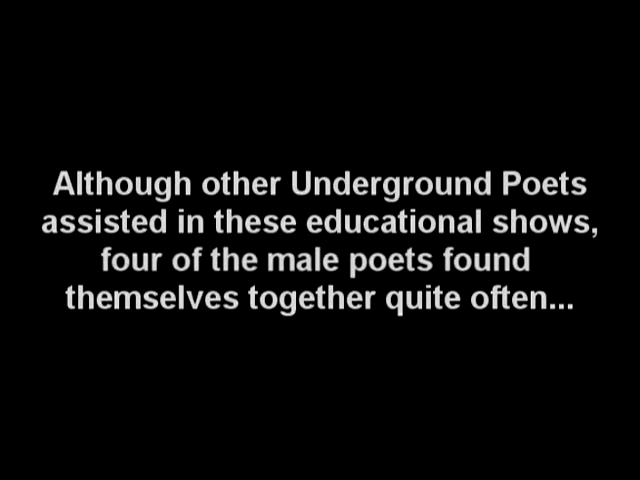 Although other Underground Poets
assisted in these educational shows,
four of the male poets found
themselves together quite often...